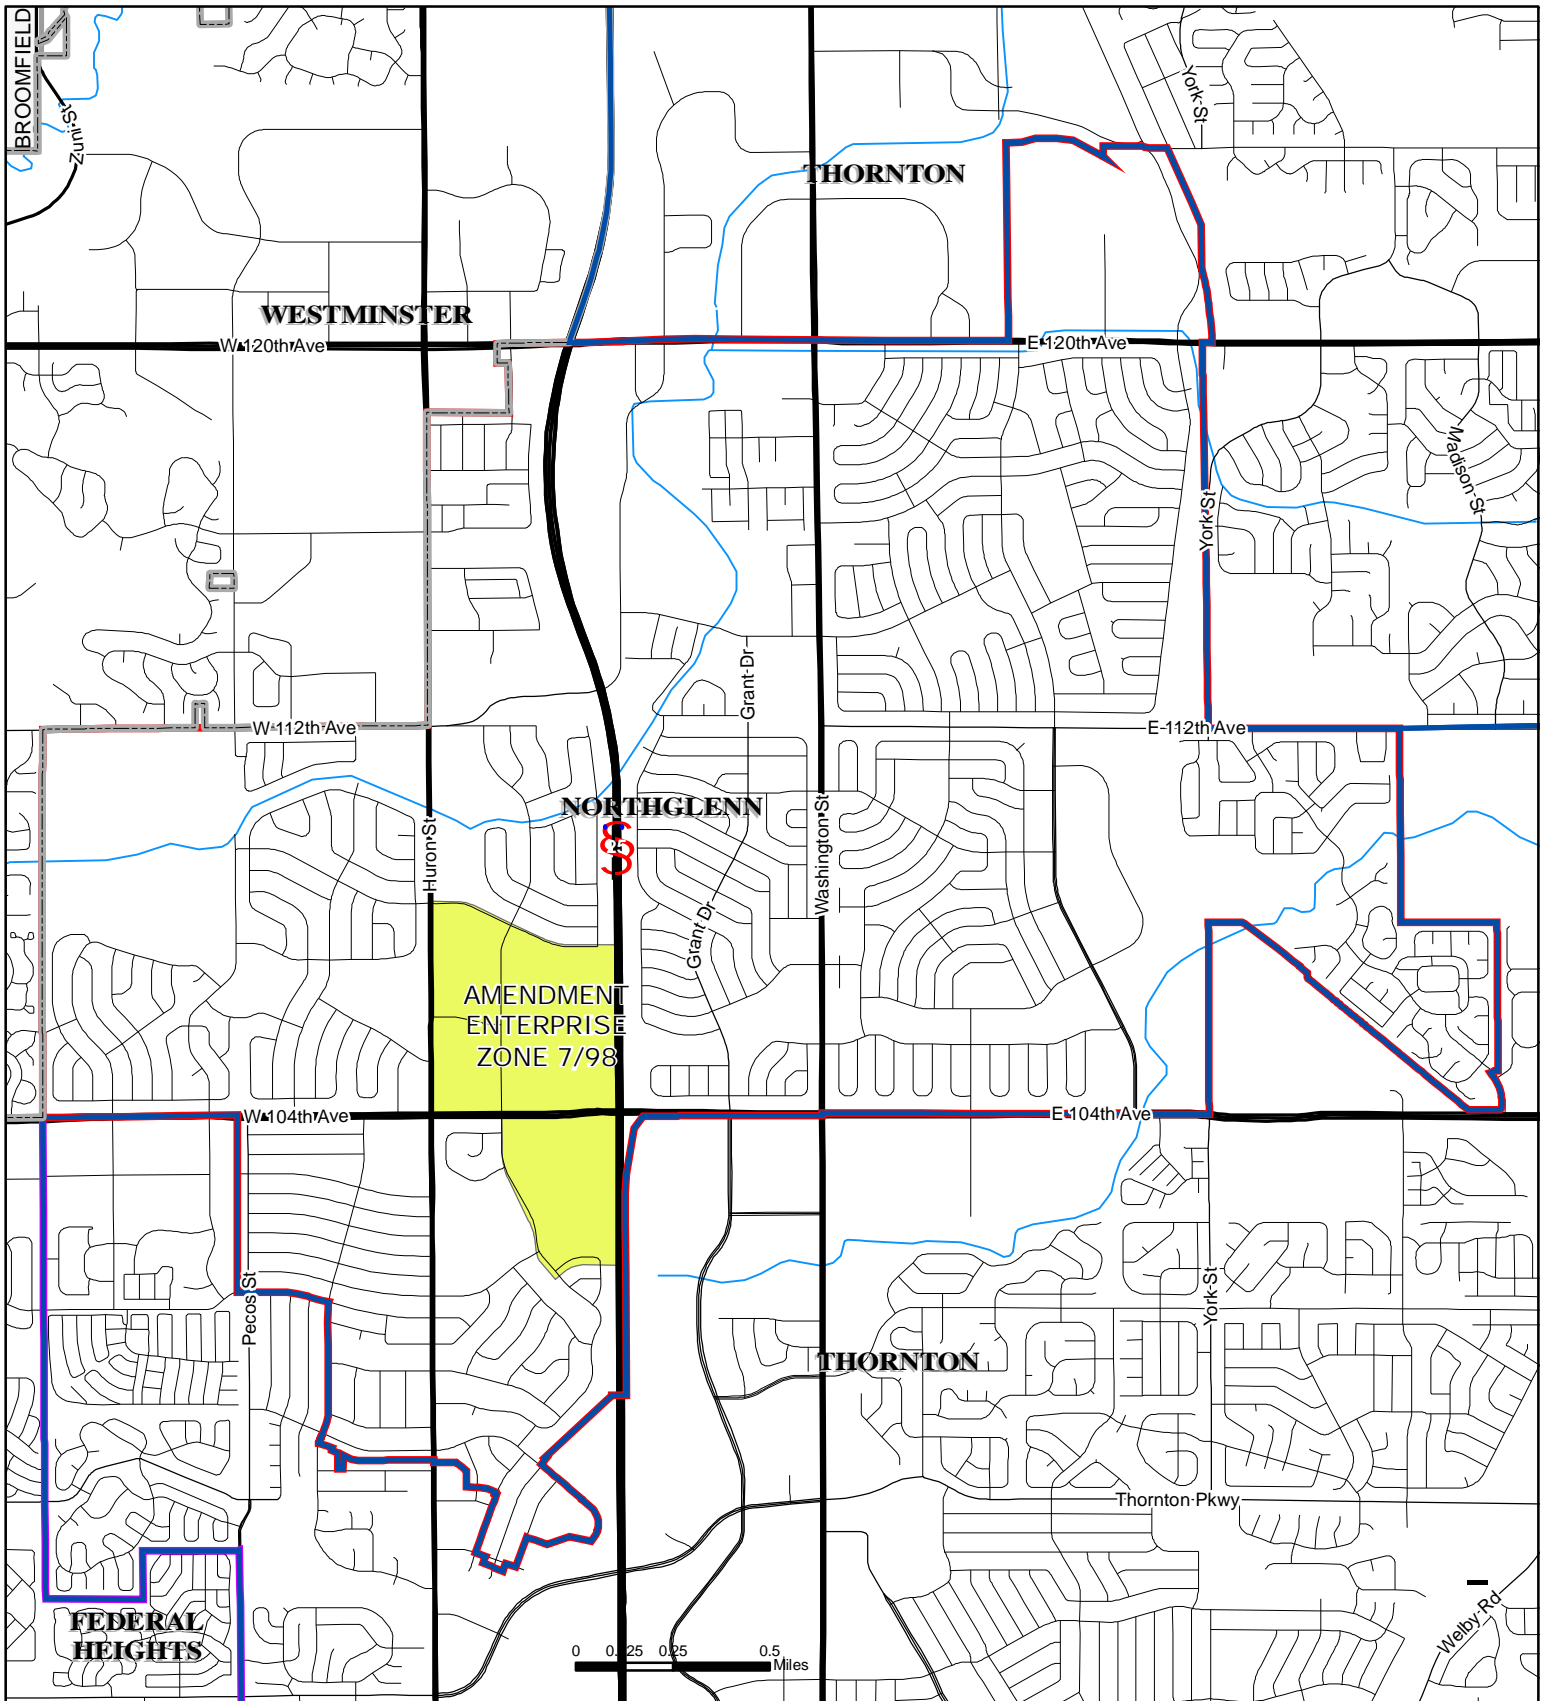 BROOMFIELD
Zuni St
York St
THORNTON
WESTMINSTER
W 120th Ave
E 120th Ave
Madison St
York St
Grant Dr
W 112th Ave
E 112th Ave
NORTHGLENN
Huron St
Washington St
Grant Dr
AMENDMENT
ENTERPRISE
ZONE 7/98
W 104th Ave
E 104th Ave
Pecos St
York St
THORNTON
Thornton Pkwy
Welby Rd
FEDERAL
HEIGHTS
0 0.125 0.25 0.5
Miles